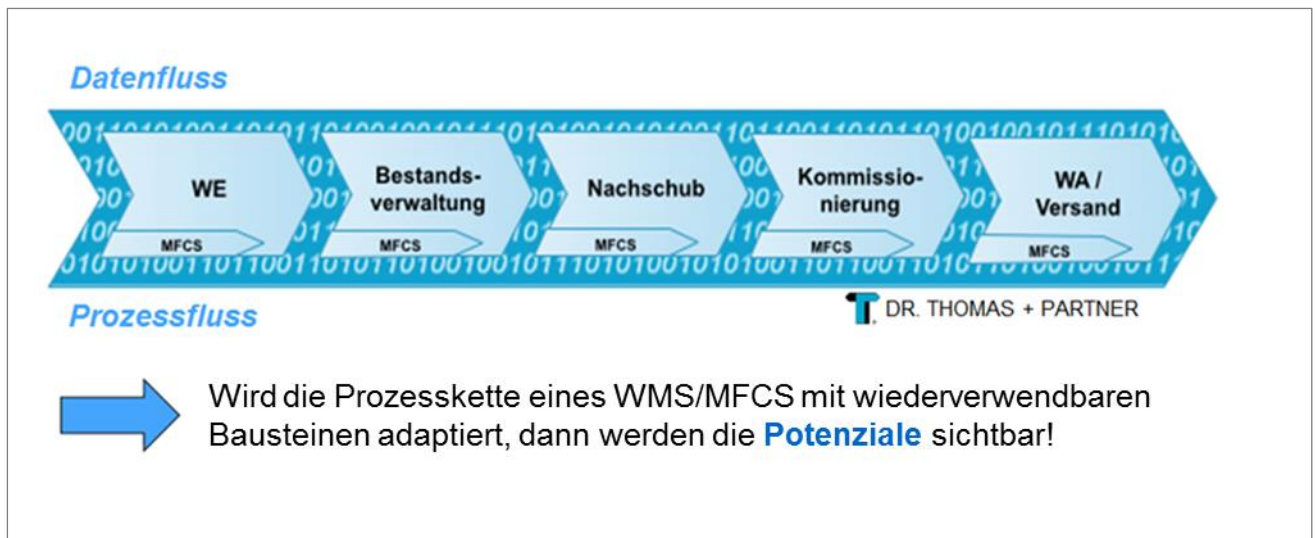 Datenfluss
WE
MFCS
Bestands-
verwaltung
MFCS
Nachschub
MFCS
Kommissio-
nierung
MFCS
WA /
Versand
MFCS
Prozessfluss
DR. THOMAS + PARTNER
Wird die Prozesskette eines WMS/MFCS mit wiederverwendbaren
Bausteinen adaptiert, dann werden die Potenziale sichtbar!